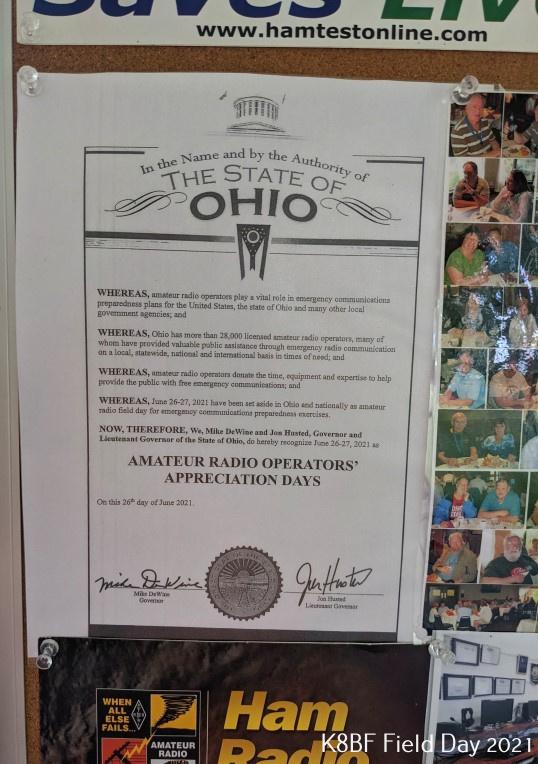 Saves Live
www.hamtestonline.com
In the Name and by the Authority of
THE STATE OF
OHIO
WHEREAS, amateur radio operators play a vital role in emergency communications
preparedness plans for the United States, the state of Ohio and many other local
government agencies; and
WHEREAS, Ohio has more than 28,000 licensed amateur radio operators, many of
whom have provided valuable public assistance through emergency radio communication
on a local, statewide, national and international basis in times of need; and
WHEREAS, amateur radio operators donate the time, equipment and expertise to help
provide the public with free emergency communications; and
WHEREAS, June 26-27, 2021 have been set aside in Ohio and nationally as amateur
radio field day for emergency communications preparedness exercises.
NOW, THEREFORE, We, Mike DeWine and Jon Husted, Governor and
Lieutenant Governor of the State of Ohio, do hereby recognize June 26-27, 2021 as
AMATEUR RADIO OPERATORS'
APPRECIATION DAYS
On this 26th day of June 2021.
Mike DeWine
Jon Husted
Mike DeWine
Governor
Jon Husted
Lieutenant Governor
WHEN
ALL
ELSE
FAILS...
AMATEUR
RADIO
Ham
Radio
K8BF Field Day 2021